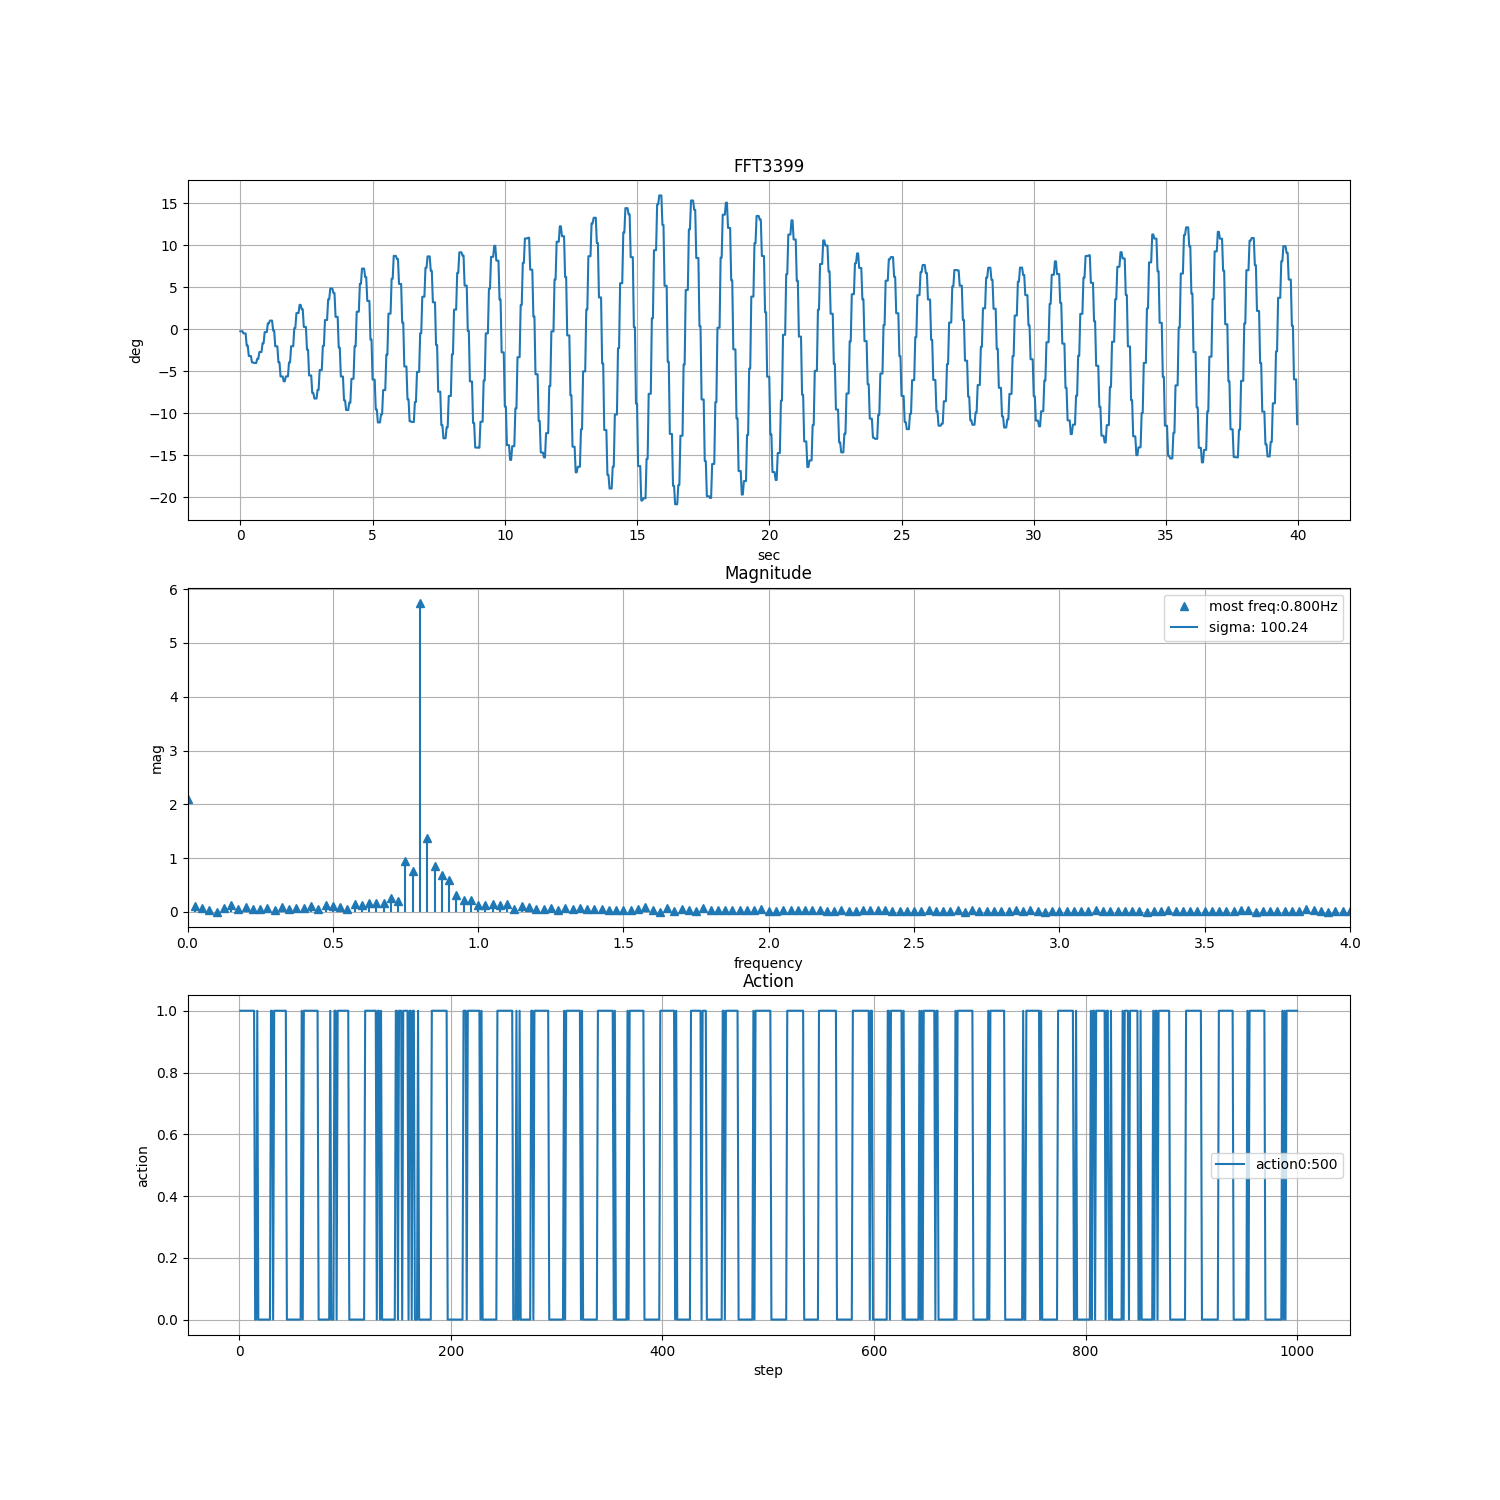 FFT3399
15
10
5
0
−5
−10
−15
−20
deg
0 5 10 15 20 25 30 35 40
sec
Magnitude
6
5
4
3
2
1
0
mag
most freq:0.800Hz
sigma: 100.24
0.0 0.5 1.0 1.5 2.0 2.5 3.0 3.5 4.0
frequency
Action
1.0
0.8
0.6
0.4
0.2
0.0
action
action0:500
0 200 400 600 800 1000
step